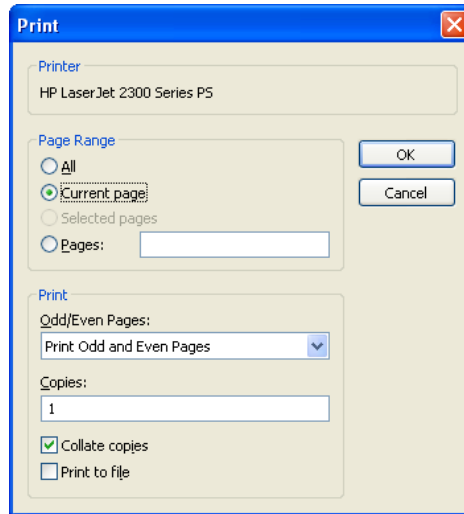 Print
Printer
HP LaserJet 2300 Series PS
Page Range
All
Current page
Selected pages
Pages:
OK
Cancel
Print
Odd/Even Pages:
Print Odd and Even Pages
Copies:
1
Collate copies
Print to file